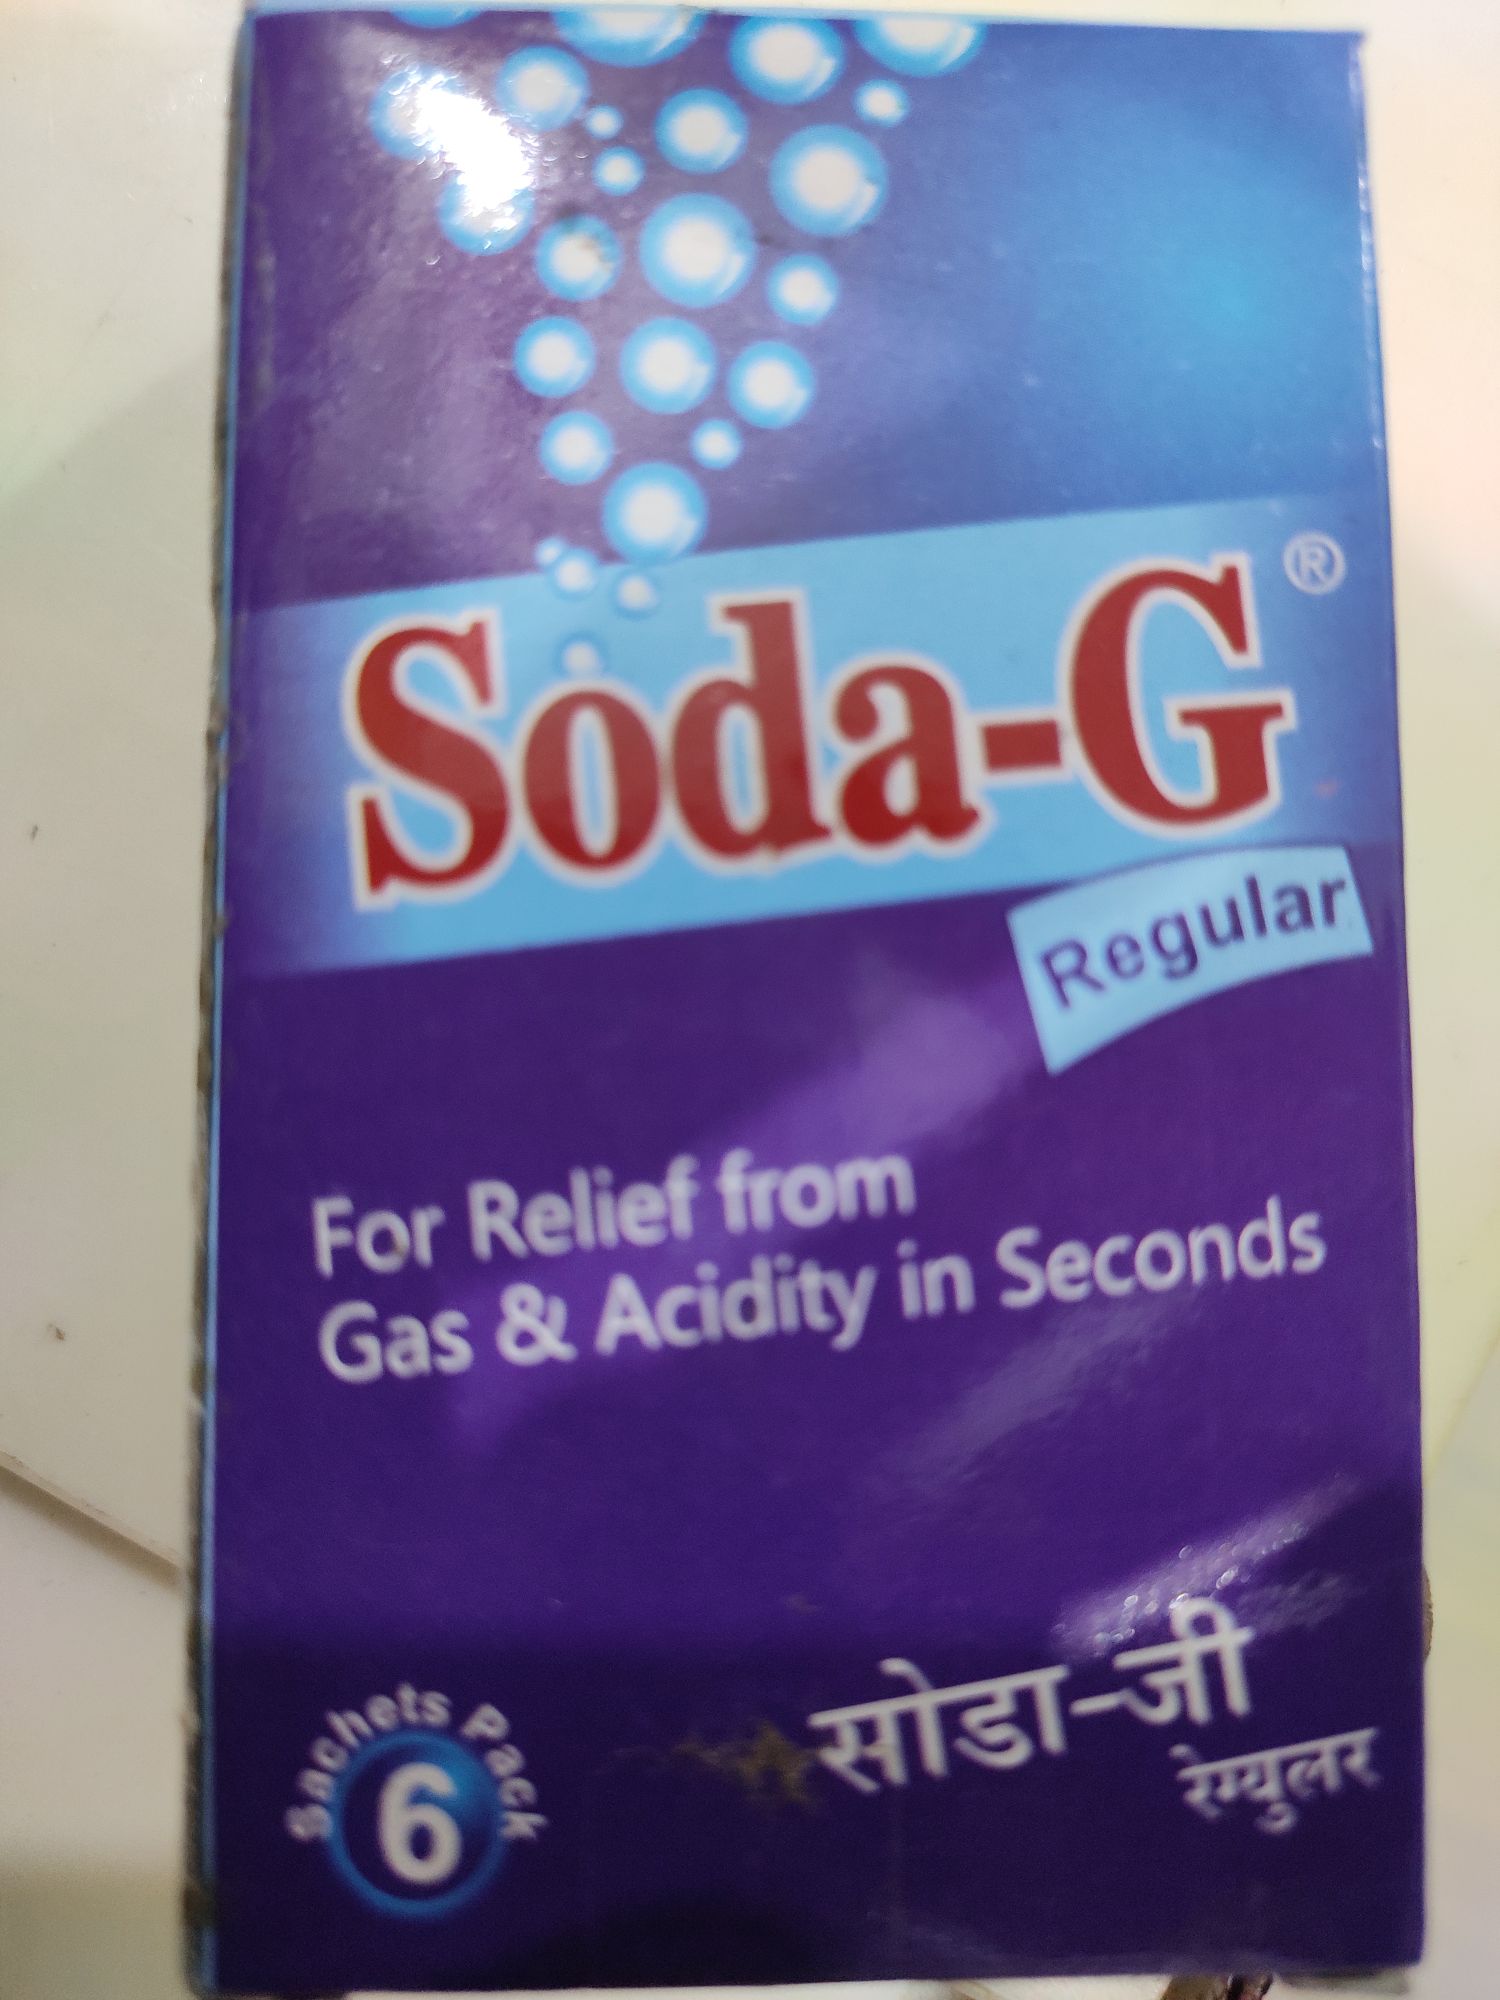 Soda-G®
Regular
For Relief from
Gas & Acidity in Seconds
Sachets Pack
6
सोडा-जी
रेग्युलर